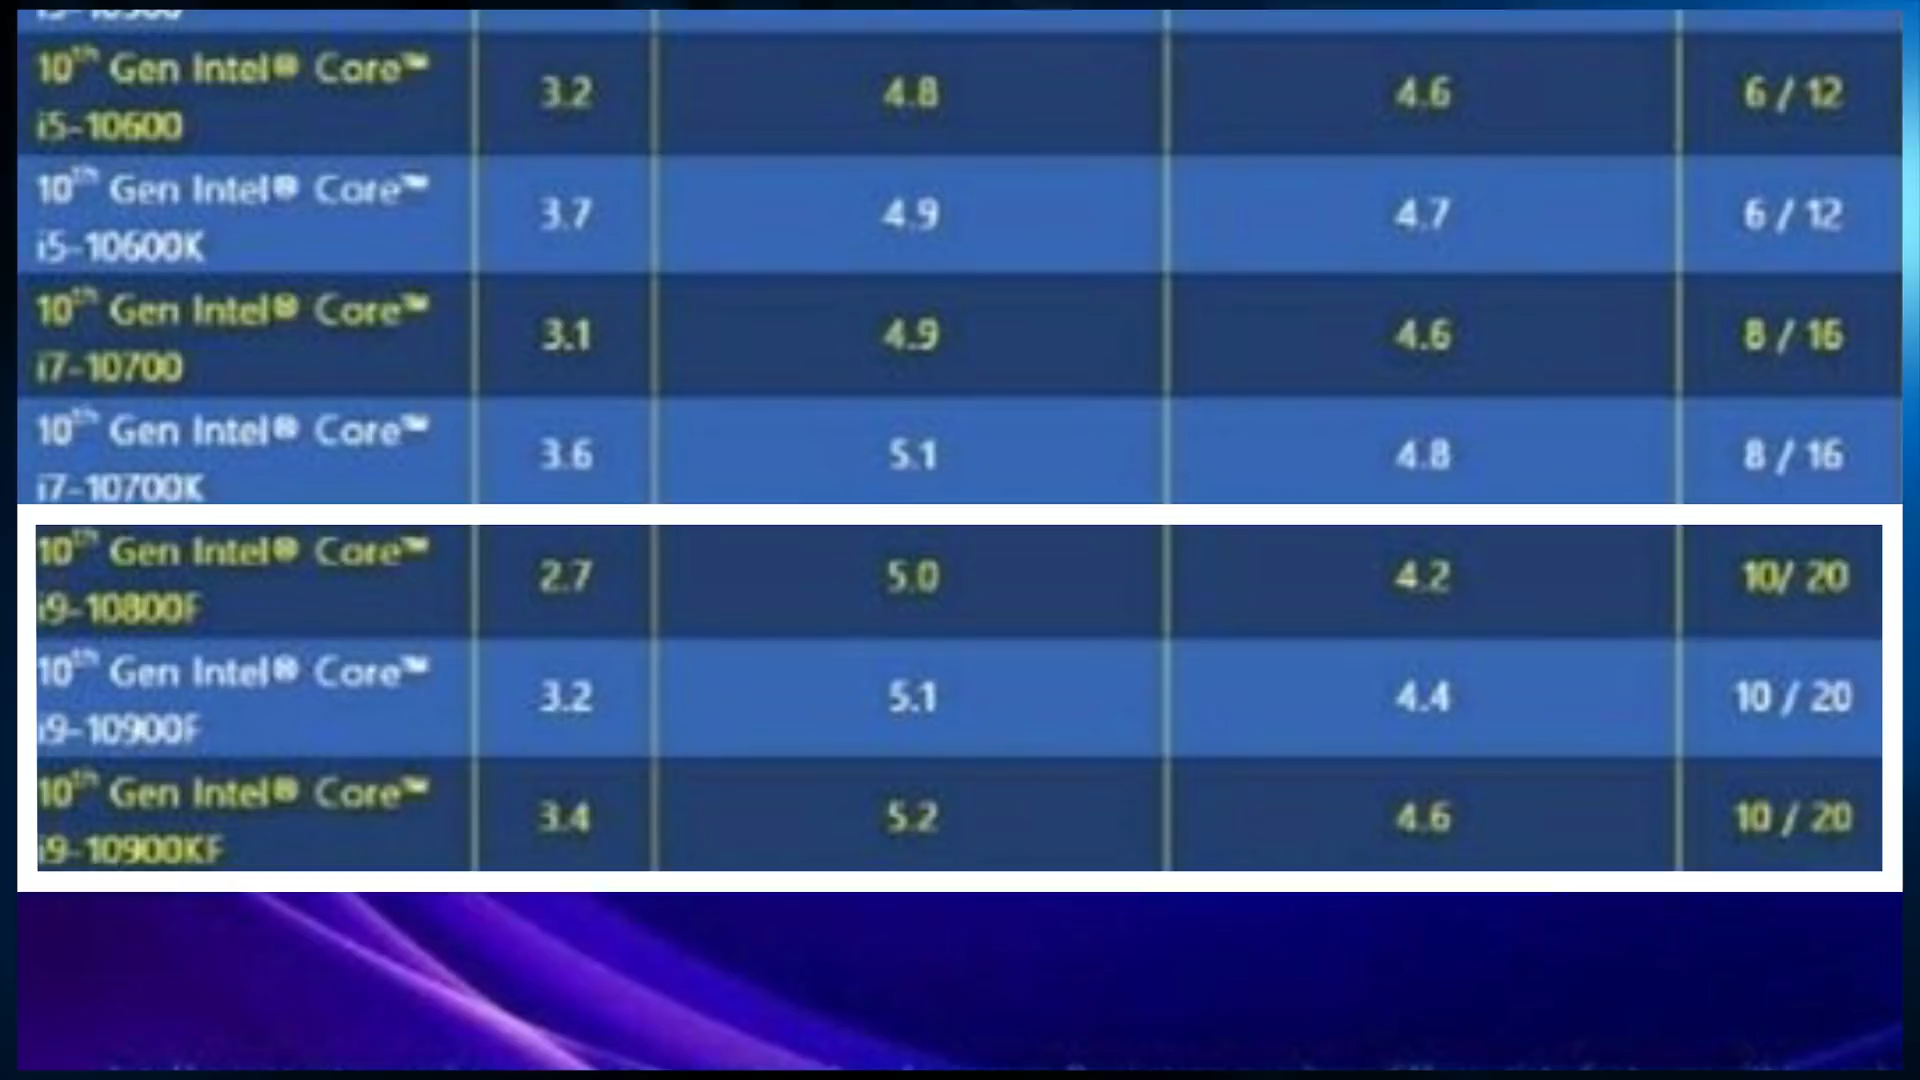 10th Gen Intel® Core™
i5-10600 3.2 4.8 4.6 6 / 12
10th Gen Intel® Core™
i5-10600K 3.7 4.9 4.7 6 / 12
10th Gen Intel® Core™
i7-10700 3.1 4.9 4.6 8 / 16
10th Gen Intel® Core™
i7-10700K 3.6 5.1 4.8 8 / 16
10th Gen Intel® Core™
i9-10800F 2.7 5.0 4.2 10/ 20
10th Gen Intel® Core™
i9-10900F 3.2 5.1 4.4 10 / 20
10th Gen Intel® Core™
i9-10900KF 3.4 5.2 4.6 10 / 20